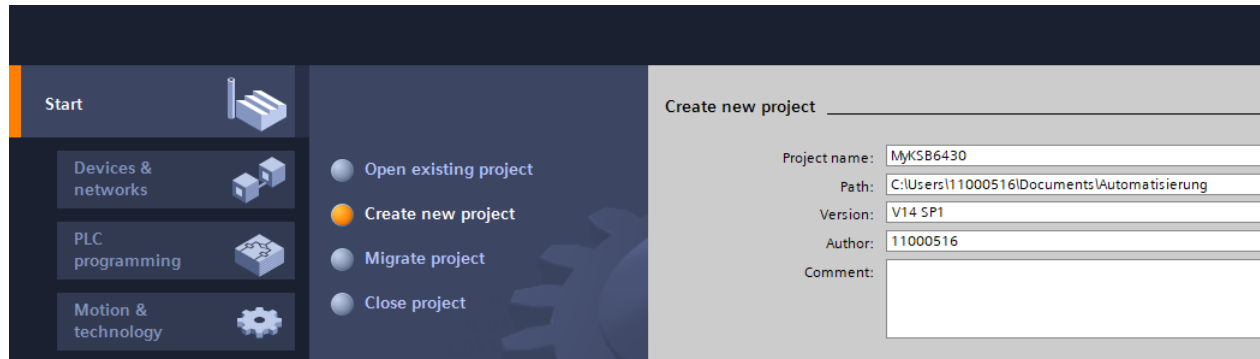 Start
Devices &
networks
PLC
programming
Motion &
technology
Open existing project
Create new project
Migrate project
Close project
Create new project
Project name: MyKSB6430
Path: C:\Users\11000516\Documents\Automatisierung
Version: V14 SP1
Author: 11000516
Comment: